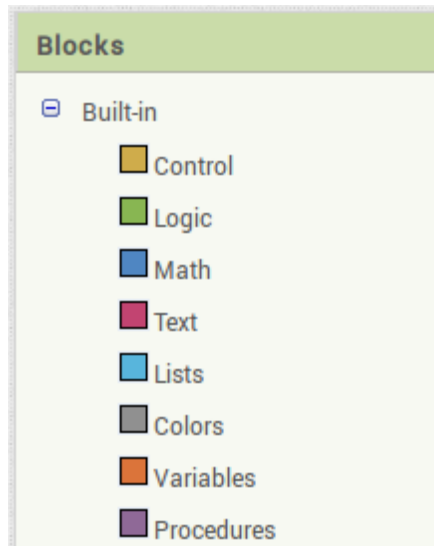 Blocks
Built-in
Control
Logic
Math
Text
Lists
Colors
Variables
Procedures